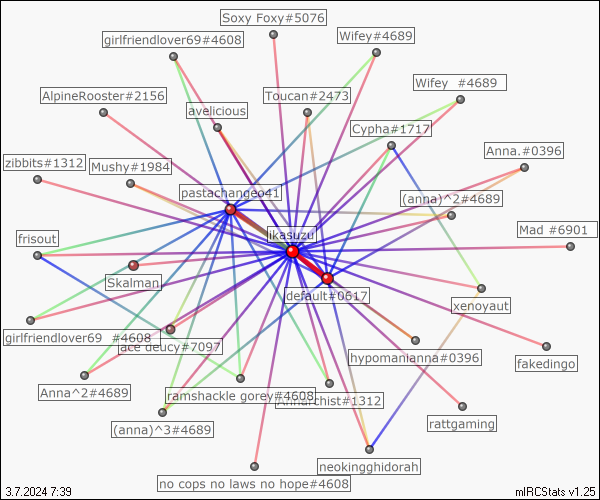 Soxy Foxy#5076
girlfriendlover69#4608
Wifey#4689
Wifey  #4689
AlpineRooster#2156
Toucan#2473
avelicious
Cypha#1717
Anna.#0396
zibbits#1312
Mushy#1984
pastachangeo41
(anna)^2#4689
ikasuzu
Mad #6901
frisout
Skalman
default#0617
xenoyaut
girlfriendlover69  #4608
ace deucy#7097
hypomanianna#0396
fakedingo
Anna^2#4689
ramshackle gorey#4608
Annarchist#1312
rattgaming
(anna)^3#4689
neokingghidorah
no cops no laws no hope#4608
3.7.2024 7:39
mIRCStats v1.25